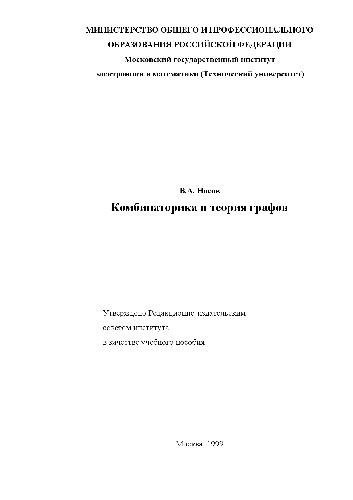 МИНИСТЕРСТВО ОБЩЕГО И ПРОФЕССИОНАЛЬНОГО
ОБРАЗОВАНИЯ РОССИЙСКОЙ ФЕДЕРАЦИИ
Московский государственный институт
электроники и математики (Технический университет)
В.А. Носов
Комбинаторика и теория графов
Утверждено Редакционно-издательским
советом института
в качестве учебного пособия
Москва 1999